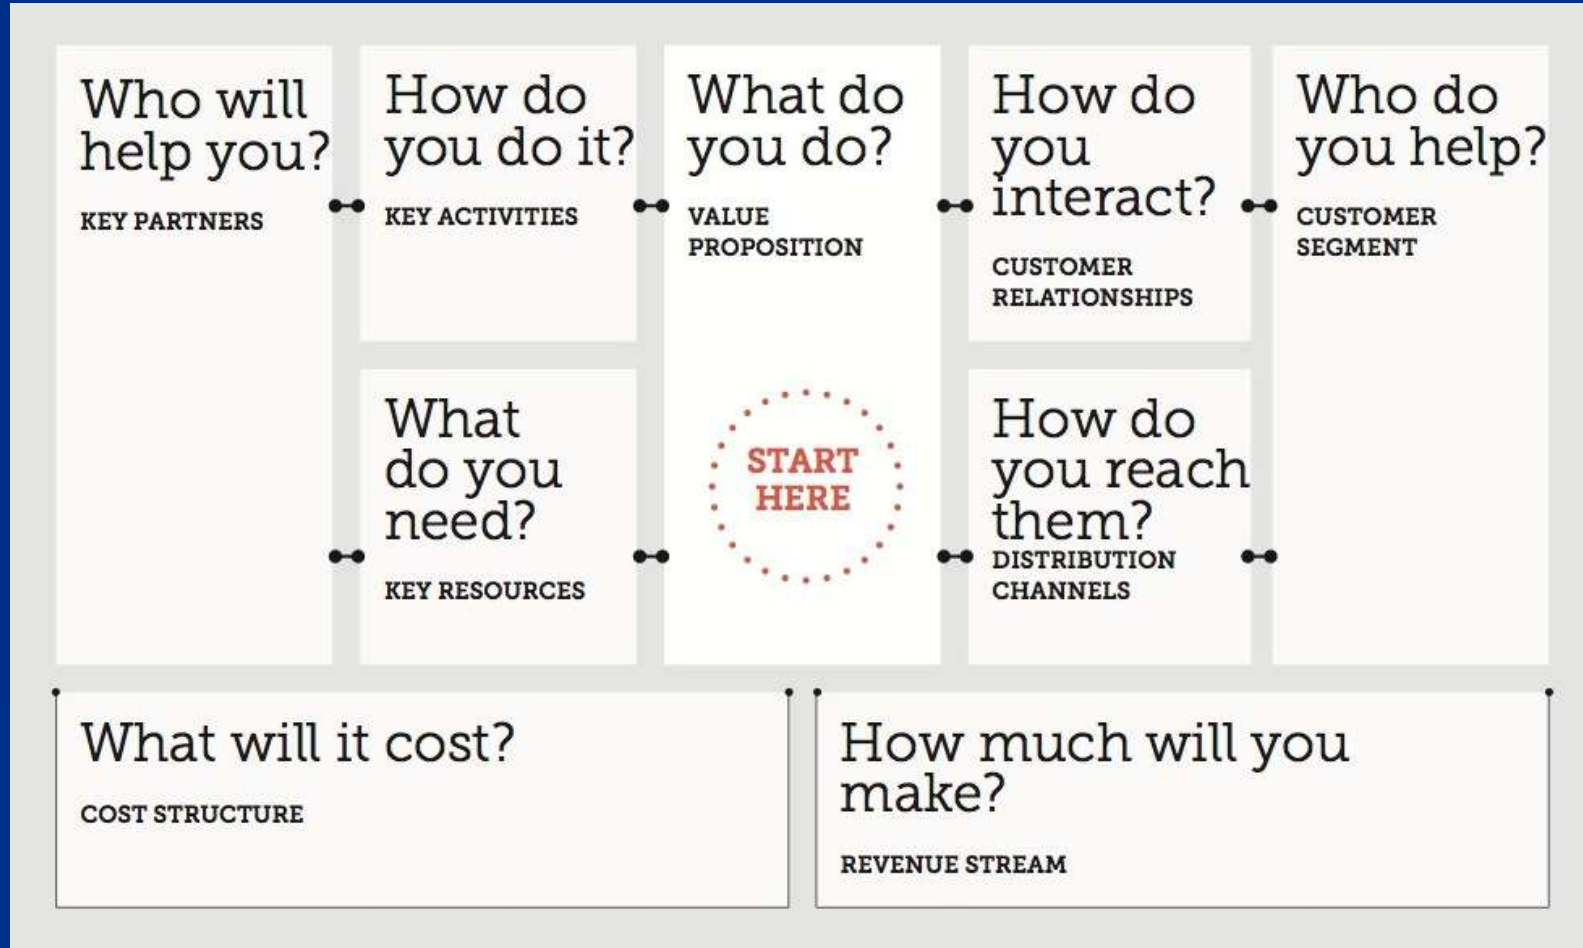 Who will
help you?
KEY PARTNERS
How do
you do it?
KEY ACTIVITIES
What
do you
need?
KEY RESOURCES
What do
you do?
VALUE
PROPOSITION
START
HERE
How do
you
interact?
CUSTOMER
RELATIONSHIPS
How do
you reach
them?
DISTRIBUTION
CHANNELS
Who do
you help?
CUSTOMER
SEGMENT
What will it cost?
COST STRUCTURE
How much will you
make?
REVENUE STREAM